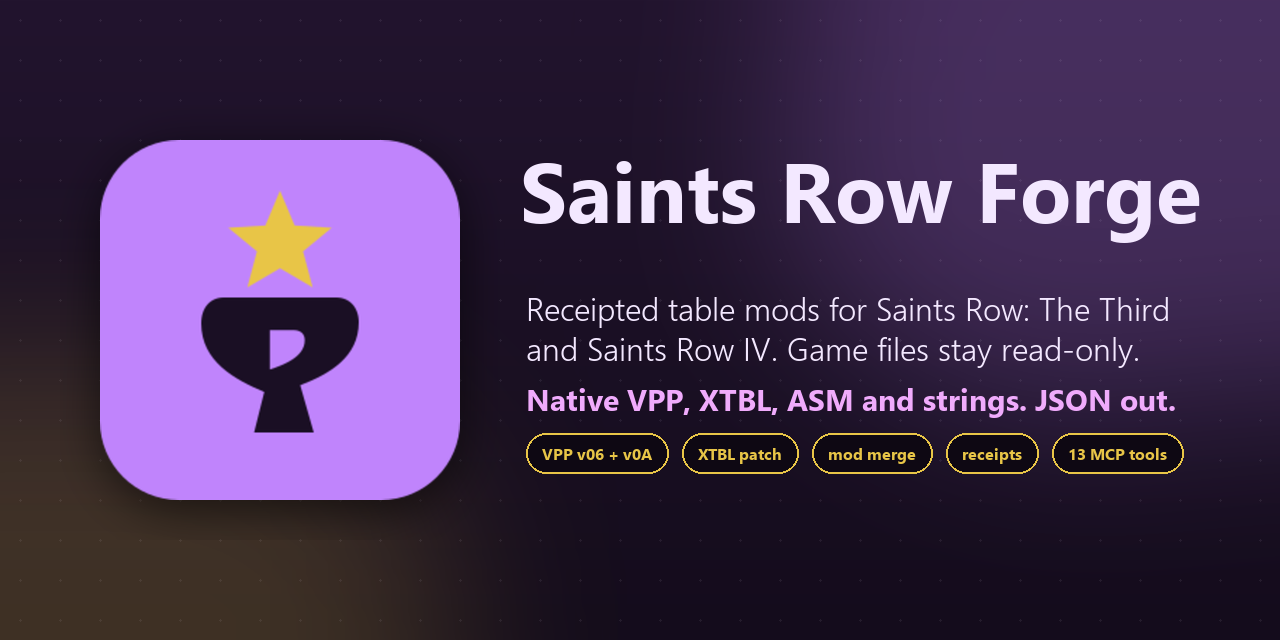 Saints Row Forge
Receipted table mods for Saints Row: The Third
and Saints Row IV. Game files stay read-only.
Native VPP, XTBL, ASM and strings. JSON out.
VPP v06 + v0A
XTBL patch
mod merge
receipts
13 MCP tools